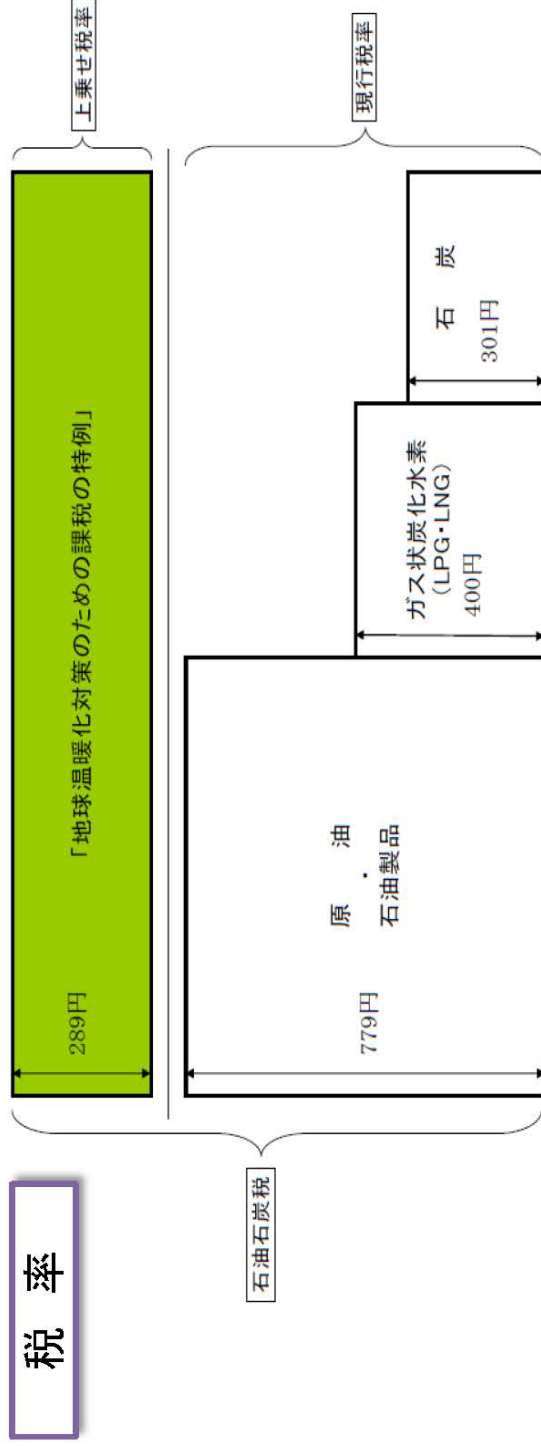 税 率
石油石炭税
289円
「地球温暖化対策のための課税の特例」
上乗せ税率
779円
原 油
・
石油製品
ガス状炭化水素
(LPG・LNG)
400円
石 炭
301円
現行税率